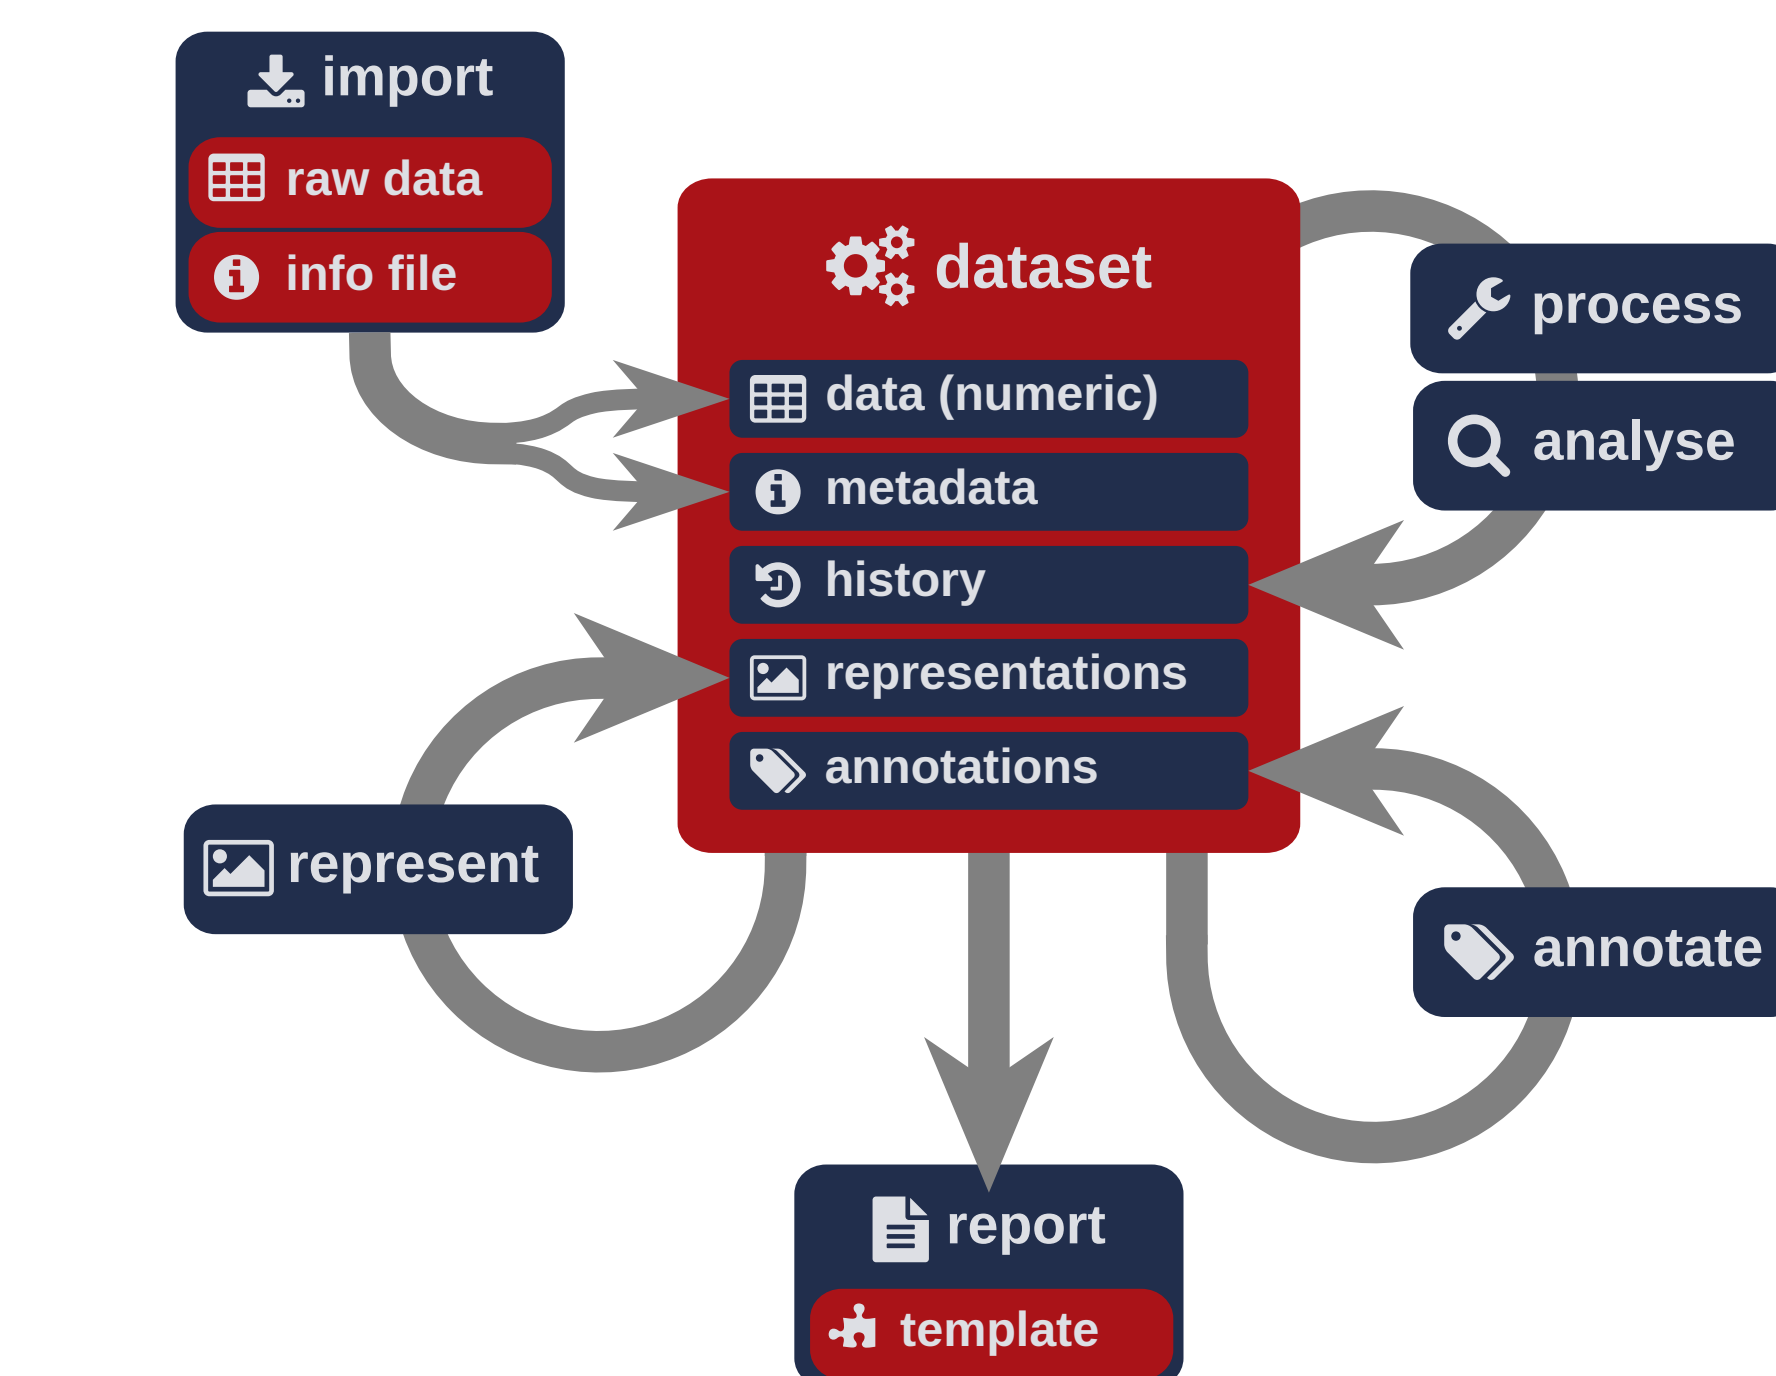 import
raw data
info file
dataset
data (numeric)
metadata
history
representations
annotations
process
analyse
represent
annotate
report
template